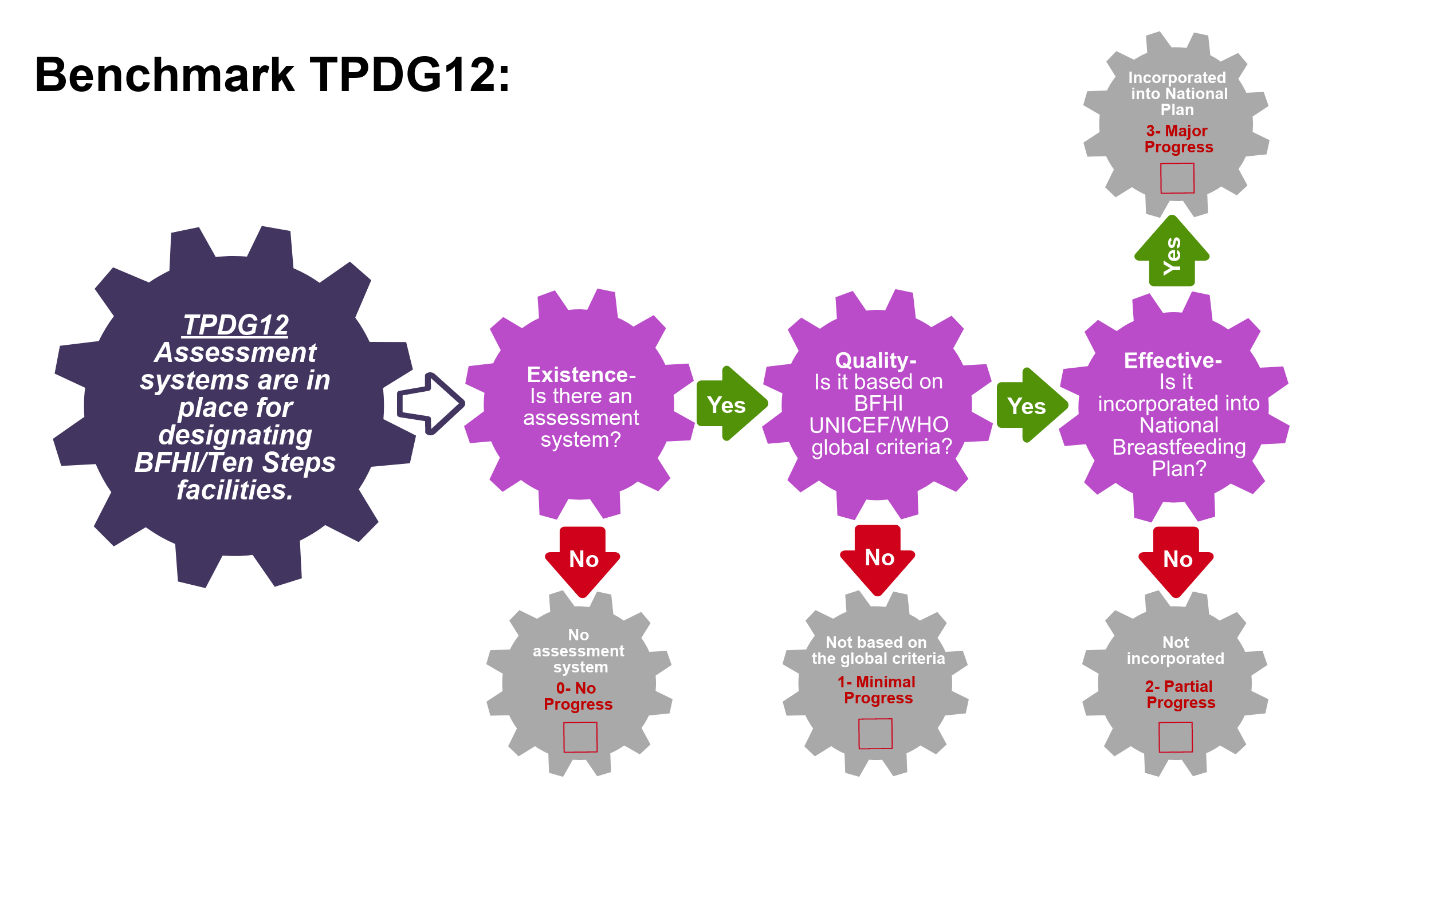 Benchmark TPDG12:
TPDG12
Assessment
systems are in
place for
designating
BFHI/Ten Steps
facilities.
Existence-
Is there an
assessment
system?
Yes
Quality-
Is it based on
BFHI
UNICEF/WHO
global criteria?
Yes
Effective-
Is it
incorporated into
National
Breastfeeding
Plan?
Yes
Incorporated
into National
Plan
3- Major
Progress
No
No
assessment
system
0- No
Progress
No
Not based on
the global criteria
1- Minimal
Progress
No
Not
incorporated
2- Partial
Progress